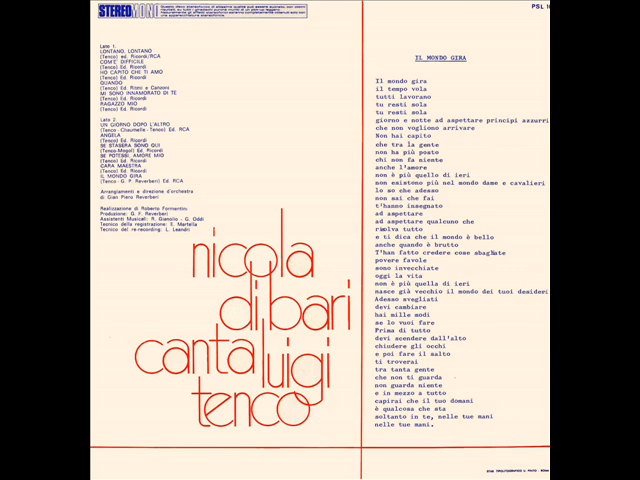 STEREO MONO
PSL 1
Lato 1.
LONTANO, LONTANO
(Tenco) ed. Ricordi/RCA
COM'E' DIFFICILE
(Tenco) Ed. Ricordi
HO CAPITO CHE TI AMO
(Tenco) Ed. Ricordi
QUANDO
(Tenco) Ed. Ritmi e Canzoni
MI SONO INNAMORATO DI TE
(Tenco) Ed. Ricordi
RAGAZZO MIO
(Tenco) Ed. Ricordi
Lato 2.
UN GIORNO DOPO L'ALTRO
(Tenco - Chaumelle - Tenco) Ed. RCA
ANGELA
(Tenco) Ed. Ricordi
SE STASERA SONO QUI
(Tenco-Mogol) Ed. Ricordi
SE POTESSI, AMORE MIO
(Tenco) Ed. Ricordi
CARA MAESTRA
(Tenco) Ed. Ricordi
IL MONDO GIRA
(Tenco - G. P. Reverberi) Ed. RCA
Arrangiamenti e direzione d'orchestra
di Gian Piero Reverberi
Realizzazione di Roberto Formentini
Produzione: G. P. Reverberi
Assistenti Musicali: R. Gianolio - G. Oddi
Tecnico della registrazione: E. Martella
Tecnico del re-recording: L. Leandri
nicola
di bari
canta luigi
tenco
IL MONDO GIRA
Il mondo gira
il tempo vola
tutti lavorano
tu resti sola
tu resti sola
giorno e notte ad aspettare principi azzurri
che non vogliono arrivare
Non hai capito
che tra la gente
non ha più posto
chi non fa niente
anche l'amore
non è più quello di ieri
non esistono più nel mondo dame e cavalieri
lo so che adesso
non sai che fai
t'hanno insegnato
ad aspettare
ad aspettare qualcuno che
risolva tutto
e ti dica che il mondo è bello
anche quando è brutto
T'han fatto credere come sbagliate
povere favole
sono invecchiate
oggi la vita
non è più quella di ieri
nasce già vecchio il mondo dei tuoi desideri
Adesso svegliati
devi cambiare
hai mille modi
se lo vuoi fare
Prima di tutto
devi scendere dall'alto
chiudere gli occhi
e poi fare il salto
ti troverai
tra tanta gente
che non ti guarda
non guarda niente
e in mezzo a tutto
capirai che il tuo domani
è qualcosa che sta
soltanto in te, nelle tue mani
nelle tue mani.